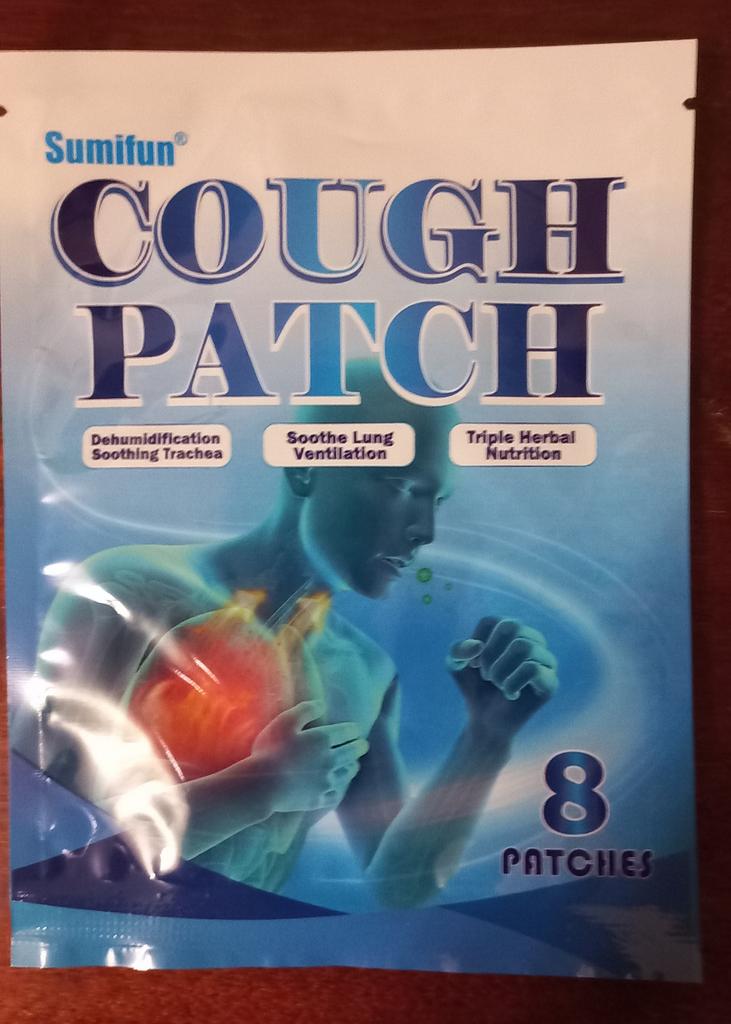 Sumifun®
COUGH
PATCH
Dehumidification
Soothing Trachea
Soothe Lung
Ventilation
Triple Herbal
Nutrition
8
PATCHES